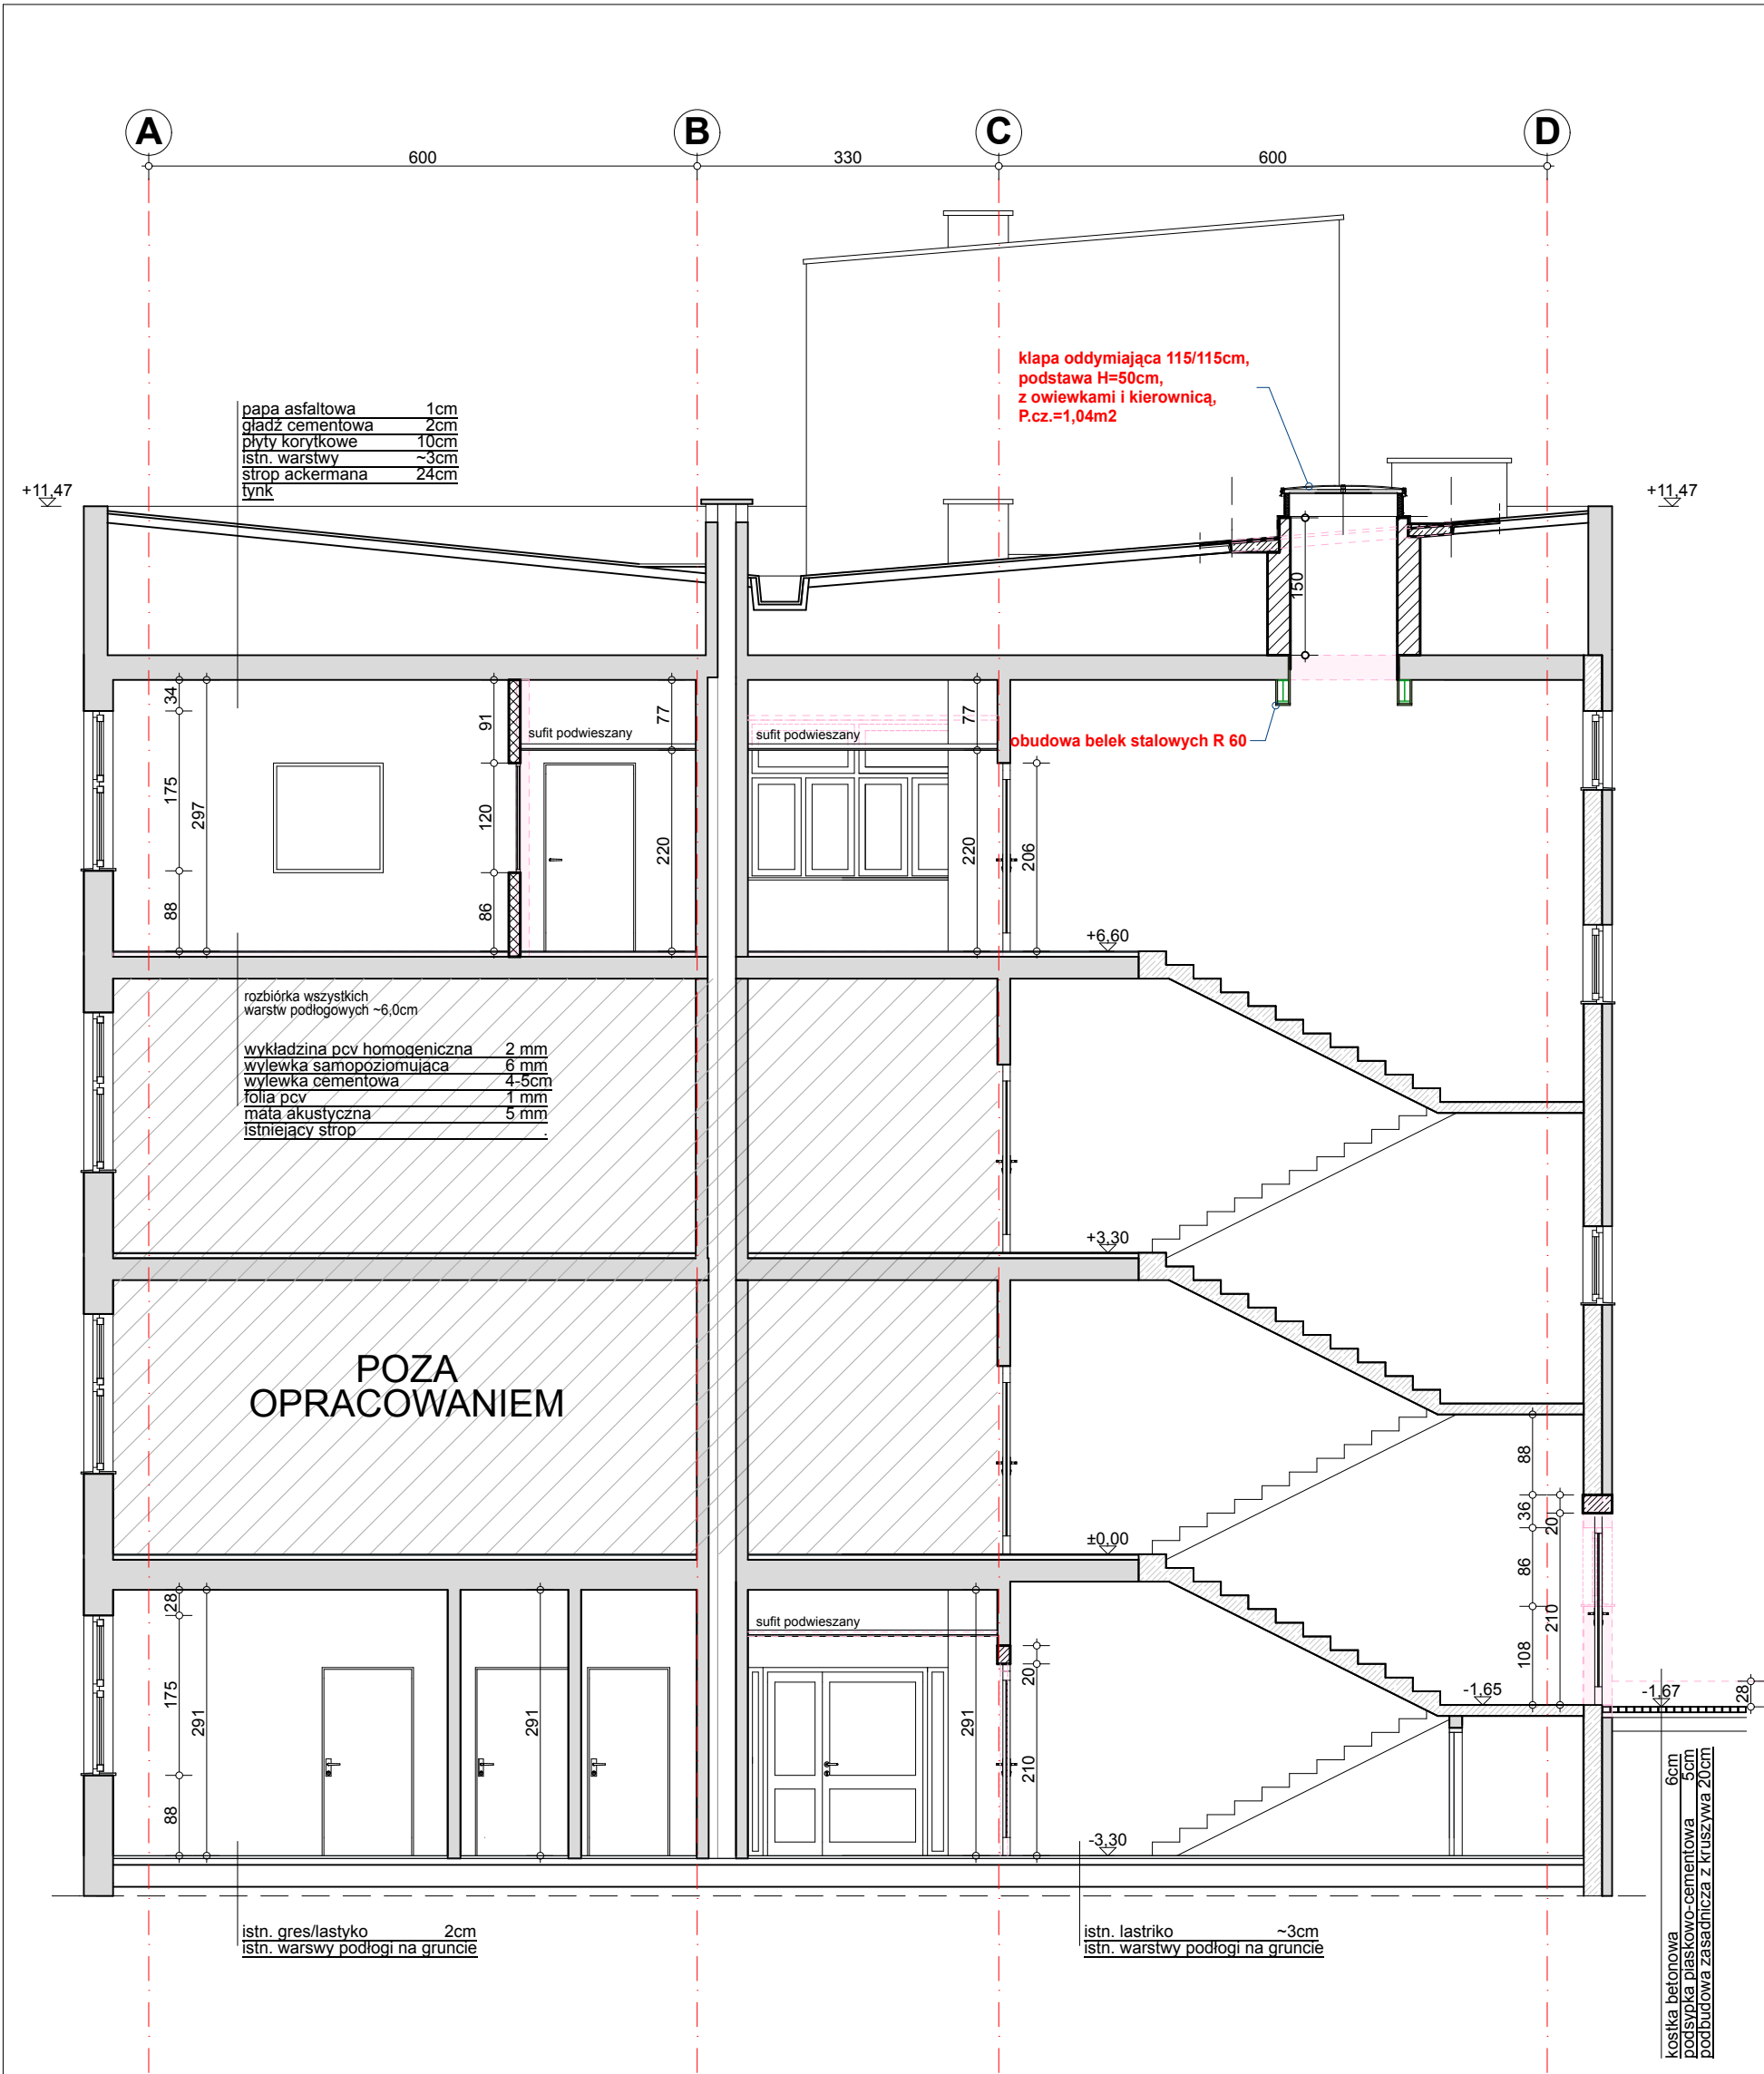 A B C D
600 330 600
klapa oddymiająca 115/115cm,
podstawa H=50cm,
z owiewkami i kierownicą,
P.cz.=1,04m2
papa asfaltowa 1cm
gładź cementowa 2cm
płyty korytkowe 10cm
istn. warstwy ~3cm
strop ackermana 24cm
tynk
+11,47 +11,47
150
34
175
88
297
91
120
86
sufit podwieszany
77
220
sufit podwieszany
77
220
206
obudowa belek stalowych R 60
+6,60
rozbiórka wszystkich
warstw podłogowych ~6,0cm
wykładzina pcv homogeniczna 2 mm
wylewka samopoziomująca 6 mm
wylewka cementowa 4-5cm
folia pcv 1 mm
mata akustyczna 5 mm
istniejący strop .
+3,30
POZA
OPRACOWANIEM
±0,00
88
36
86
108
20
210
28
175
88
291
291
sufit podwieszany
291
20
210
-1,65
-1,67
28
-3,30
istn. gres/lastyko 2cm
istn. warswy podłogi na gruncie
istn. lastriko ~3cm
istn. warstwy podłogi na gruncie
kostka betonowa 6cm
podsypka piaskowo-cementowa 5cm
podbudowa zasadnicza z kruszywa 20cm